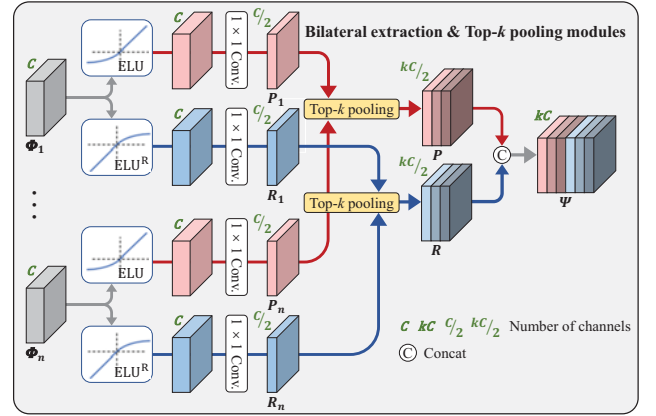 Bilateral extraction & Top-k pooling modules
C
Φ1
ELU
C
1 × 1 Conv.
C/2
P1
ELUR
C
1 × 1 Conv.
C/2
R1
Top-k pooling
kC/2
P
Top-k pooling
kC/2
R
C
kC
Ψ
C
Φn
ELU
C
1 × 1 Conv.
C/2
Pn
ELUR
C
1 × 1 Conv.
C/2
Rn
C kC C/2 kC/2 Number of channels
C Concat